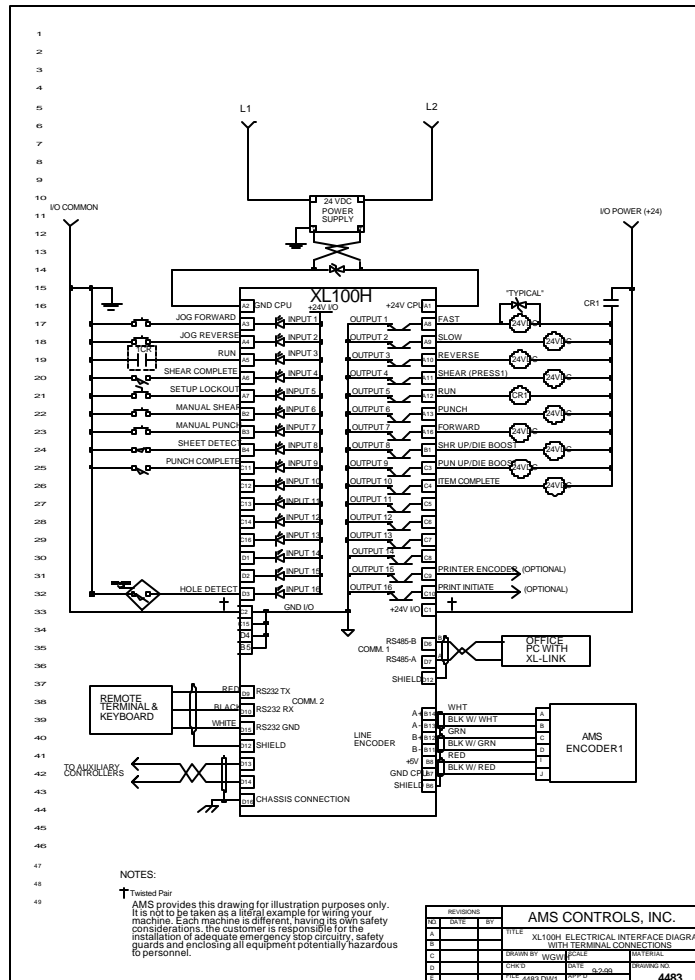 1
2
3
4
5
6
7
8
9
10
11
12
13
14
15
16
17
18
19
20
21
22
23
24
25
26
27
28
29
30
31
32
33
34
35
36
37
38
39
40
41
42
43
44
45
46
47
48
49
L1
L2
24 VDC
POWER
SUPPLY
I/O COMMON
I/O POWER (+24)
XL100H
A2 GND CPU
+24V I/O
+24V CPU A1
"TYPICAL"
CR1
JOG FORWARD A3 INPUT 1
JOG REVERSE A4 INPUT 2
1CR
RUN A5 INPUT 3
SHEAR COMPLETE A6 INPUT 4
SETUP LOCKOUT A7 INPUT 5
MANUAL SHEAR B2 INPUT 6
MANUAL PUNCH B3 INPUT 7
SHEET DETECT B4 INPUT 8
PUNCH COMPLETE C11 INPUT 9
C12 INPUT 10
C13 INPUT 11
C14 INPUT 12
C16 INPUT 13
D1 INPUT 14
D2 INPUT 15
HOLE DETECT D3 INPUT 16
C2 GND I/O
C15
D4
B5
OUTPUT 1 A8 FAST 24VDC
OUTPUT 2 A9 SLOW 24VDC
OUTPUT 3 A10 REVERSE 24VDC
OUTPUT 4 A11 SHEAR (PRESS1) 24VDC
OUTPUT 5 A12 RUN CR1
OUTPUT 6 A13 PUNCH 24VDC
OUTPUT 7 A16 FORWARD 24VDC
OUTPUT 8 B1 SHR UP/DIE BOOST 24VDC
OUTPUT 9 C3 PUN UP/DIE BOOST 24VDC
OUTPUT 10 C4 ITEM COMPLETE 24VDC
OUTPUT 11 C5
OUTPUT 12 C6
OUTPUT 13 C7
OUTPUT 14 C8
OUTPUT 15 C9 PRINTER ENCODER (OPTIONAL)
OUTPUT 16 C10 PRINT INITIATE (OPTIONAL)
+24V I/O C1
RS485-B D6 B
COMM. 1
RS485-A D7 A
SHIELD D12
OFFICE
PC WITH
XL-LINK
REMOTE
TERMINAL &
KEYBOARD
RED D9 RS232 TX
COMM. 2
BLACK D10 RS232 RX
WHITE D15 RS232 GND
D12 SHIELD
TO AUXILIARY
CONTROLLERS
D13
D14
D16 CHASSIS CONNECTION
LINE
ENCODER
A+ B14 WHT A
A- B13 BLK W/ WHT B
B+ B12 GRN C
B- B11 BLK W/ GRN D
+5V B8 RED I
GND CPU B7 BLK W/ RED J
SHIELD B6
AMS
ENCODER1
NOTES:
† Twisted Pair
AMS provides this drawing for illustration purposes only.
It is not to be taken as a literal example for wiring your
machine. Each machine is different, having its own safety
considerations. the customer is responsible for the
installation of adequate emergency stop circuitry, safety
guards and enclosing all equipment potentially hazardous
to personnel.
REVISIONS
NO. DATE BY
A
B
C
D
E
AMS CONTROLS, INC.
TITLE XL100H ELECTRICAL INTERFACE DIAGRA
WITH TERMINAL CONNECTIONS
DRAWN BY WGWH SCALE MATERIAL
CHK'D DATE 9-2-99 DRAWING NO.
FILE 4483.DW1 APP'D 4483